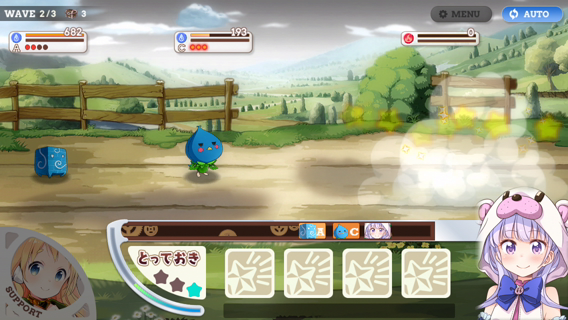 WAVE 2/3 3
MENU
AUTO
682
A
193
C
0
A C
とっておき
SUPPORT